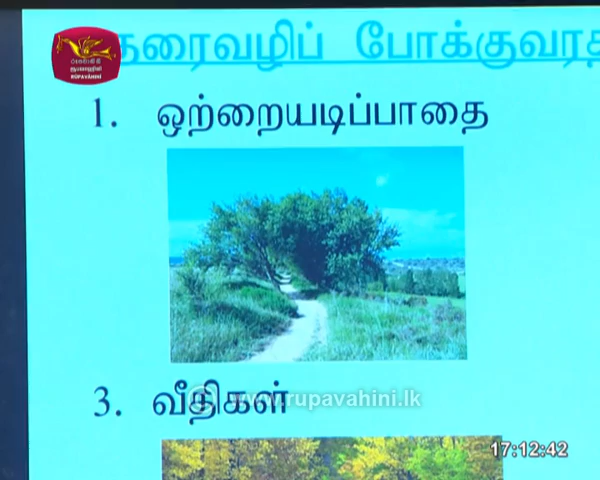 தரைவழிப் போக்குவரத
1. ஒற்றையடிப்பாதை
RUPAVAHINI
3. வீதிகள்
www.rupavahini.lk
17:12:42